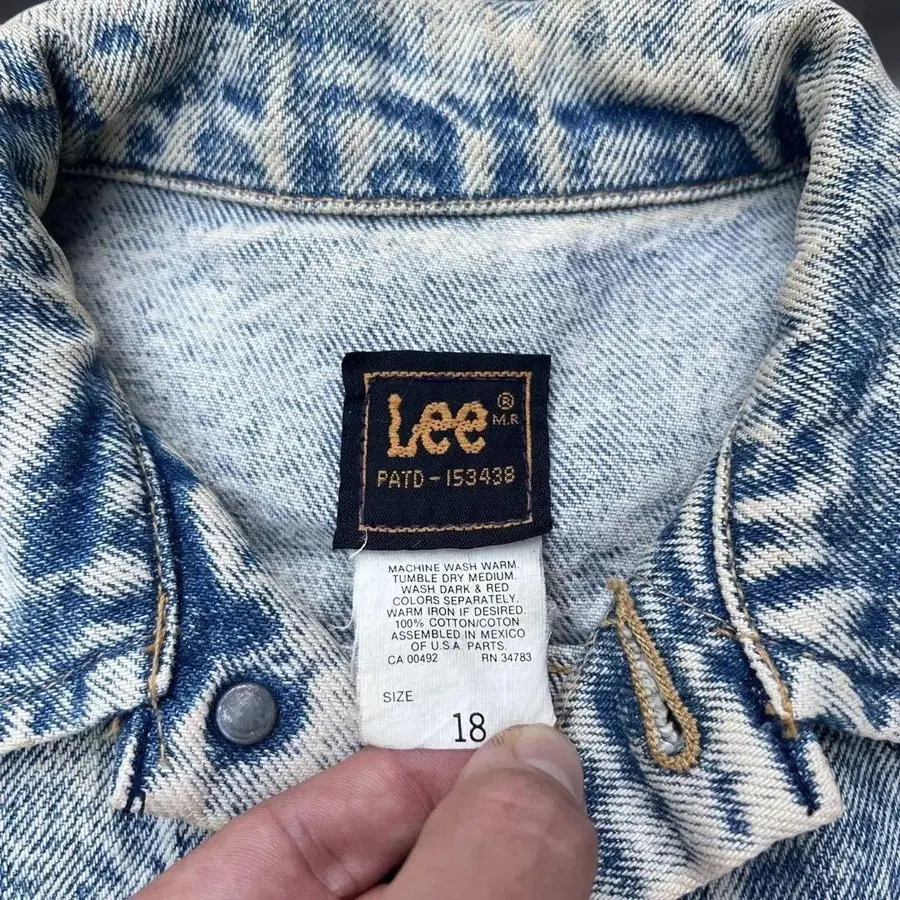 Lee ®
M.R.
PATD-153438
MACHINE WASH WARM.
TUMBLE DRY MEDIUM.
WASH DARK & RED
COLORS SEPARATELY.
WARM IRON IF DESIRED.
100% COTTON/COTON
ASSEMBLED IN MEXICO
OF U.S.A. PARTS.
CA 00492 RN 34783
SIZE
18